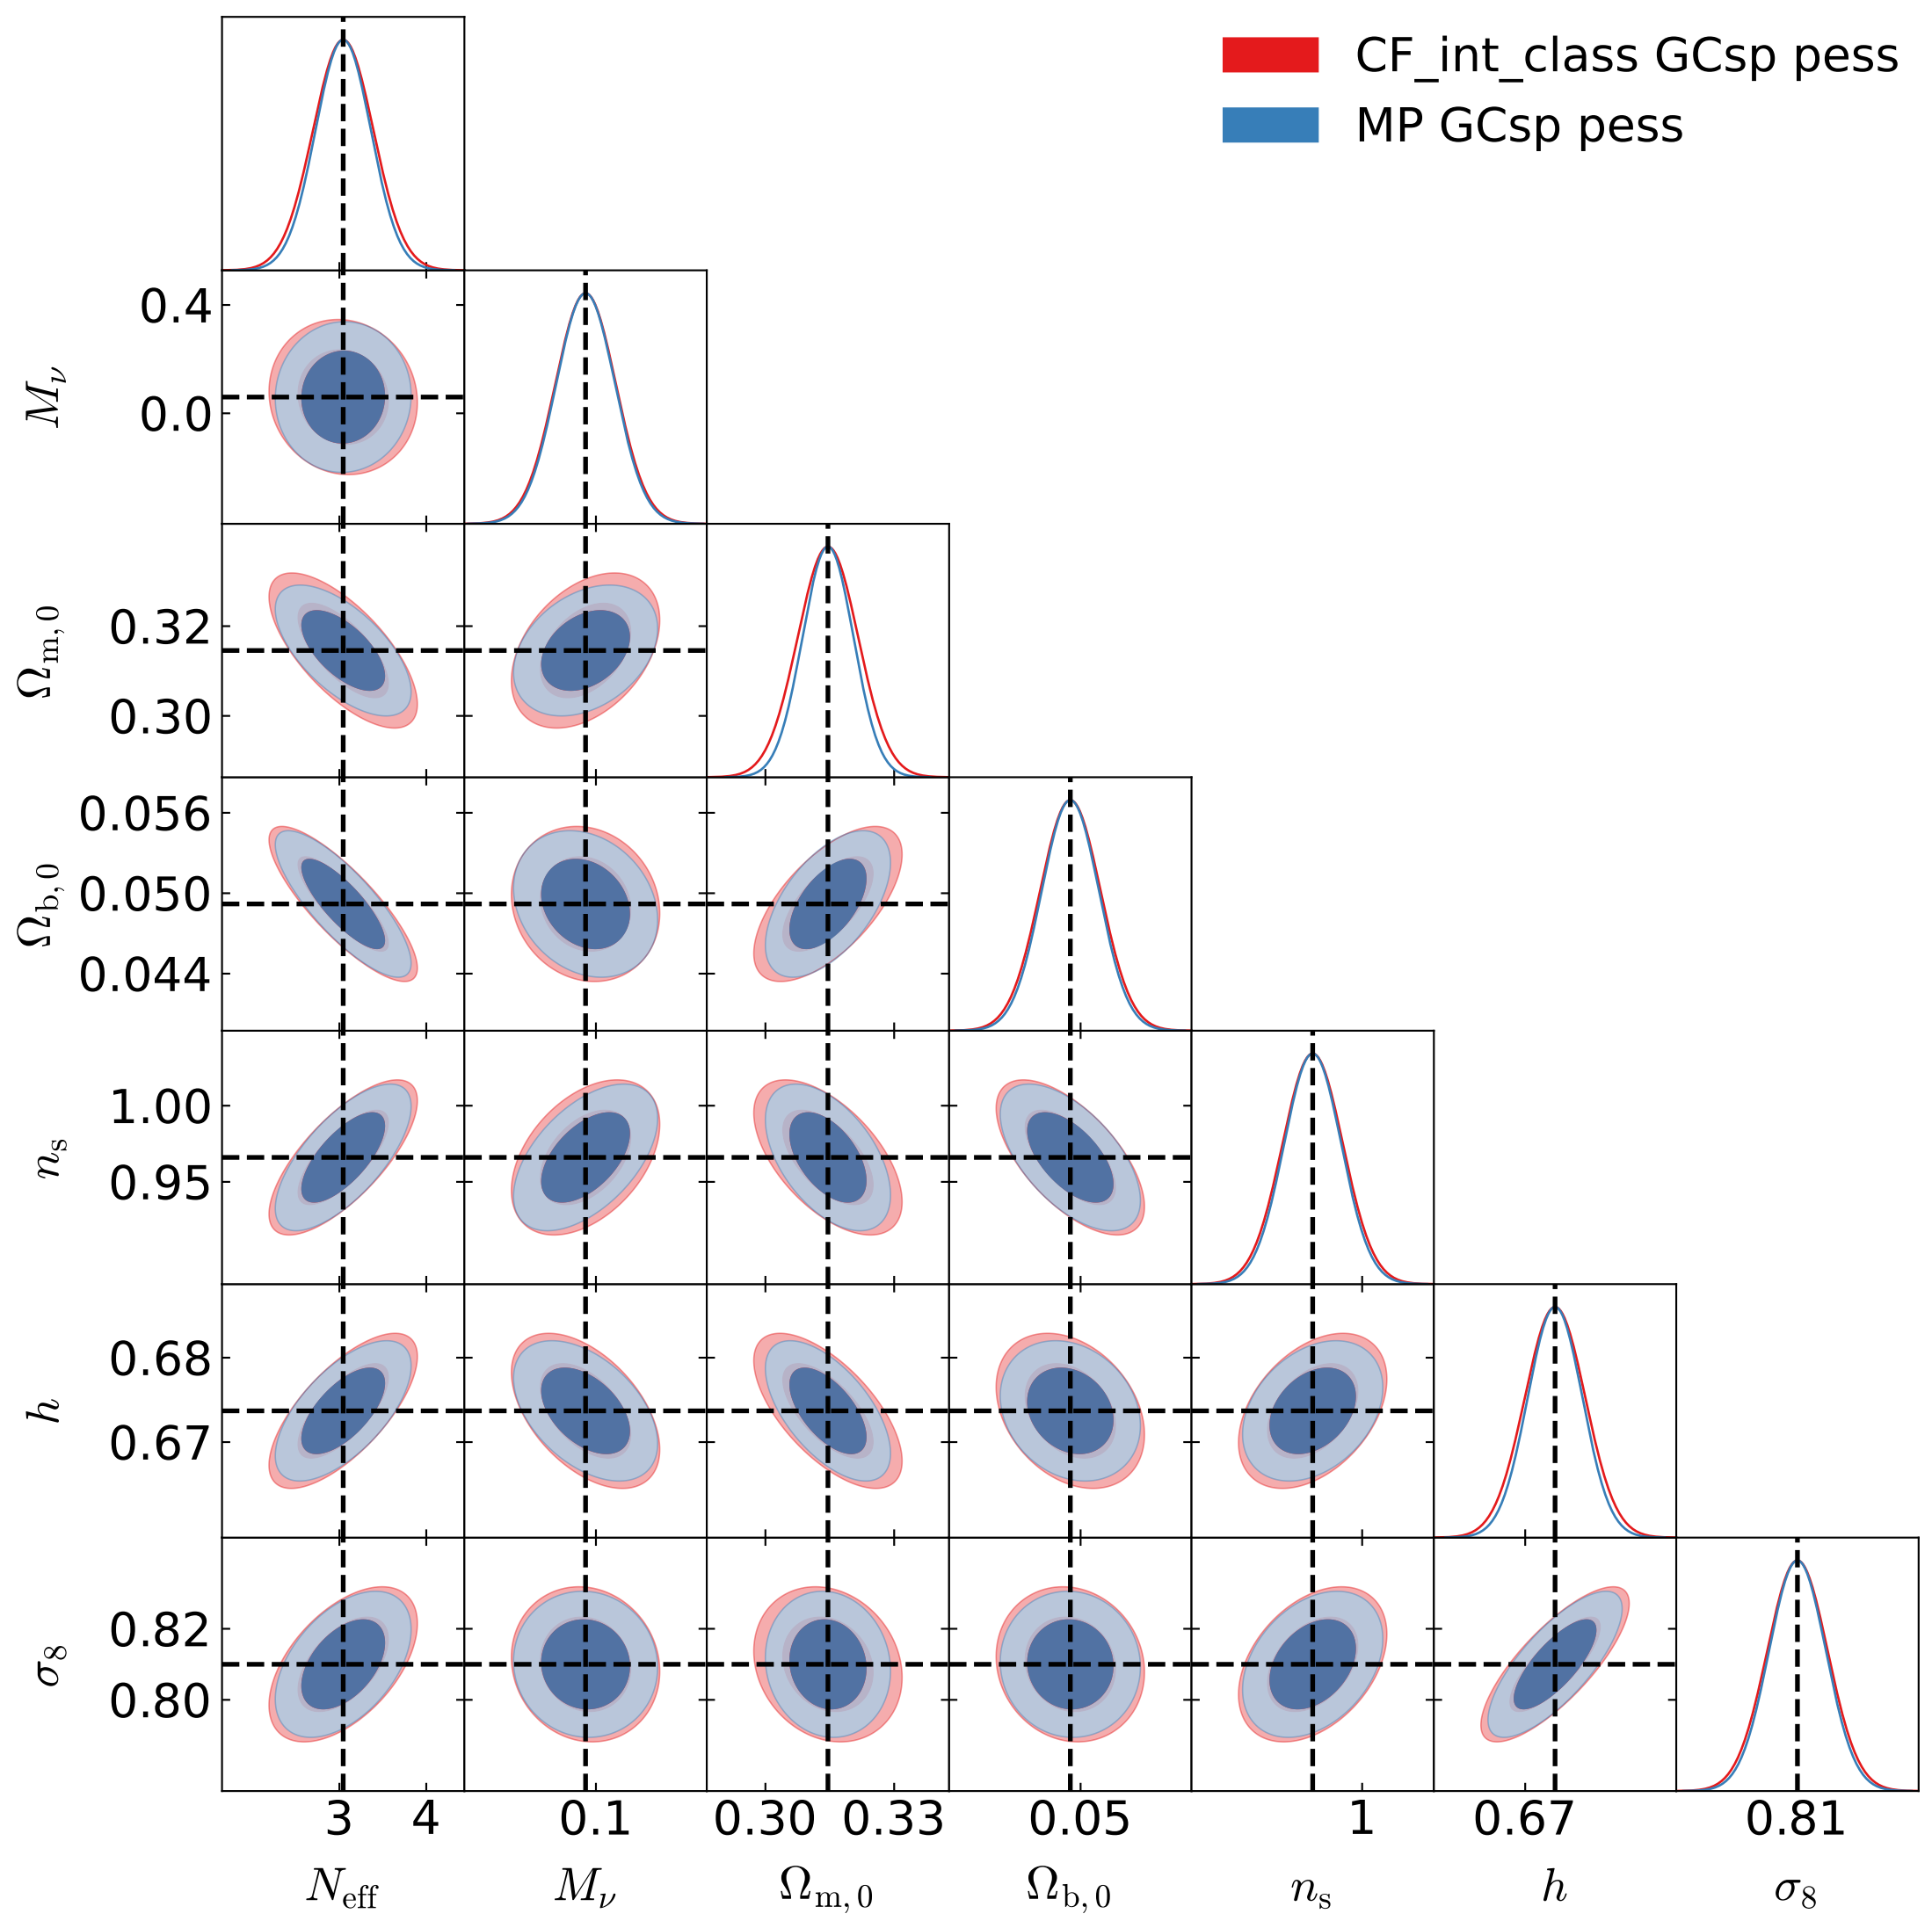 CF_int_class GCsp pess
MP GCsp pess
0.4
0.0
M_ν
0.32
0.30
Ω_m, 0
0.056
0.050
0.044
Ω_b, 0
1.00
0.95
n_s
0.68
0.67
h
0.82
0.80
σ_8
3 4 0.1 0.30 0.33 0.05 1 0.67 0.81
N_eff M_ν Ω_m, 0 Ω_b, 0 n_s h σ_8